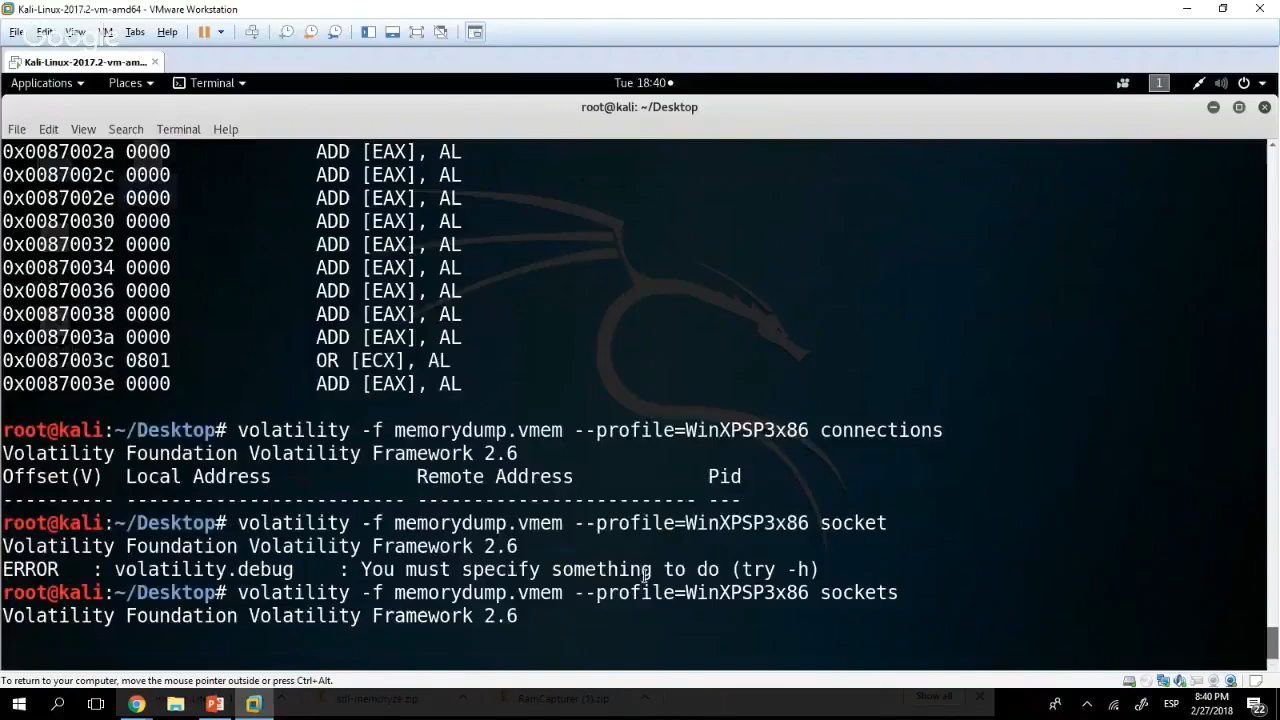 Kali-Linux-2017.2-vm-amd64 - VMware Workstation
File Edit View VM Tabs Help
Google
Kali-Linux-2017.2-vm-am... ×
Applications Places Terminal Tue 18:40 1
root@kali: ~/Desktop
File Edit View Search Terminal Help
0x0087002a 0000 ADD [EAX], AL
0x0087002c 0000 ADD [EAX], AL
0x0087002e 0000 ADD [EAX], AL
0x00870030 0000 ADD [EAX], AL
0x00870032 0000 ADD [EAX], AL
0x00870034 0000 ADD [EAX], AL
0x00870036 0000 ADD [EAX], AL
0x00870038 0000 ADD [EAX], AL
0x0087003a 0000 ADD [EAX], AL
0x0087003c 0801 OR [ECX], AL
0x0087003e 0000 ADD [EAX], AL
root@kali:~/Desktop# volatility -f memorydump.vmem --profile=WinXPSP3x86 connections
Volatility Foundation Volatility Framework 2.6
Offset(V) Local Address Remote Address Pid
---------- ------------------------- ------------------------- ---
root@kali:~/Desktop# volatility -f memorydump.vmem --profile=WinXPSP3x86 socket
Volatility Foundation Volatility Framework 2.6
ERROR : volatility.debug : You must specify something to do (try -h)
root@kali:~/Desktop# volatility -f memorydump.vmem --profile=WinXPSP3x86 sockets
Volatility Foundation Volatility Framework 2.6
To return to your computer, move the mouse pointer outside or press Ctrl+Alt.
RamCapturer (1).zip Show all
ESP 8:40 PM
2/27/2018 22